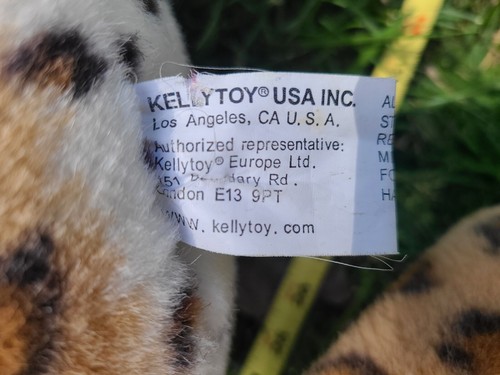 KELLYTOY® USA INC.
Los Angeles, CA U.S.A.
Authorized representative:
Kellytoy® Europe Ltd.
151 Rd.
London E13 9PT
www.kellytoy.com